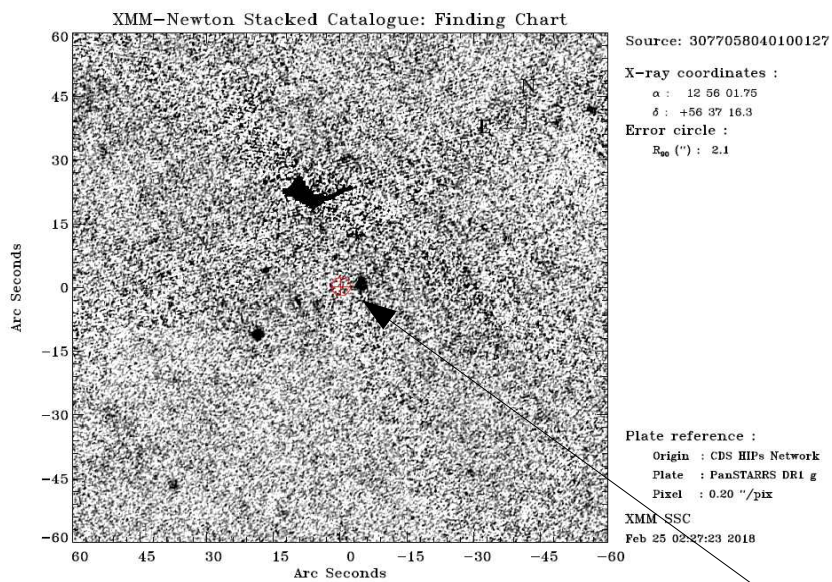 XMM-Newton Stacked Catalogue: Finding Chart
Source: 3077058040100127
X-ray coordinates :
α : 12 56 01.75
δ : +56 37 16.3
Error circle :
R₉₀ (") : 2.1
N
E
60
45
30
15
0
-15
-30
-45
-60
Arc Seconds
60 45 30 15 0 -15 -30 -45 -60
Arc Seconds
Plate reference :
Origin : CDS HIPs Network
Plate : PanSTARRS DR1 g
Pixel : 0.20 "/pix
XMM SSC
Feb 25 02:27:23 2018